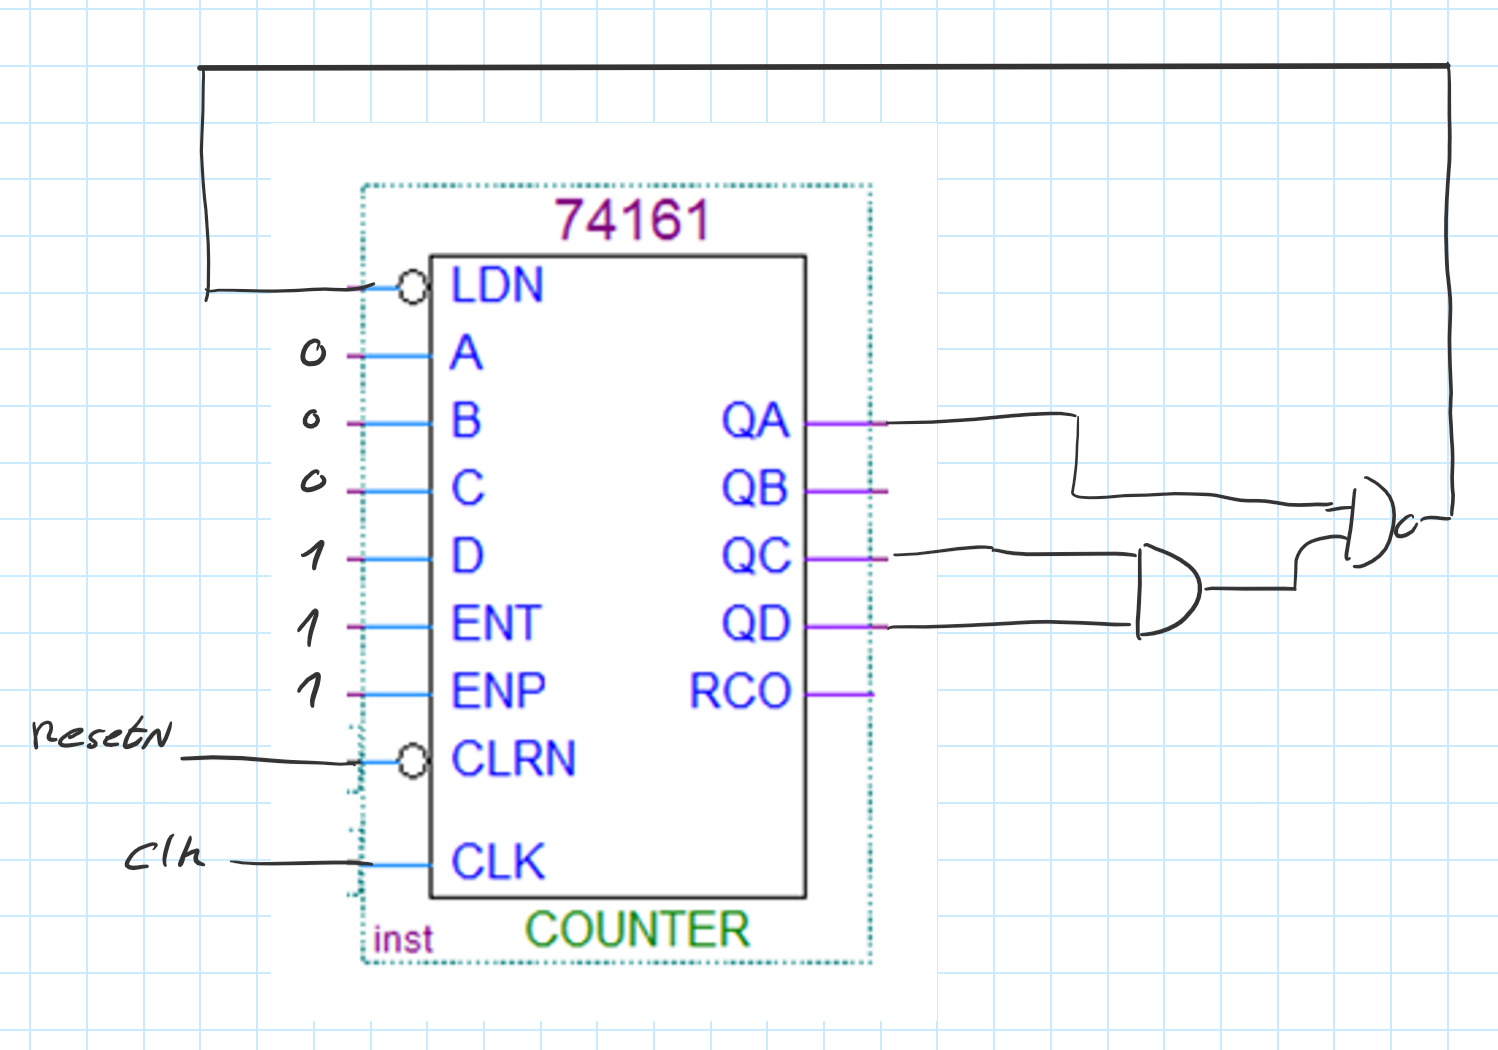 74161
LDN
0 A
0 B QA
0 C QB
1 D QC
1 ENT QD
1 ENP RCO
resetN CLRN
clk CLK
inst COUNTER